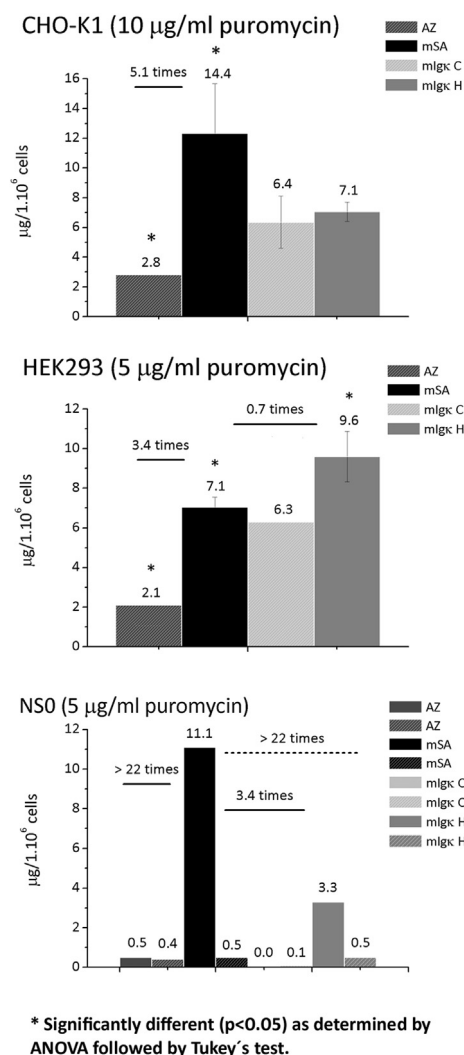 CHO-K1 (10 μg/ml puromycin)
AZ
mSA
mIgκ C
mIgκ H
μg/1.10⁶ cells
16
14
12
10
8
6
4
2
0
5.1 times
*
14.4
*
2.8
6.4
7.1
HEK293 (5 μg/ml puromycin)
AZ
mSA
mIgκ C
mIgκ H
μg/1.10⁶ cells
12
10
8
6
4
2
0
3.4 times
0.7 times
*
9.6
*
7.1
6.3
*
2.1
NS0 (5 μg/ml puromycin)
AZ
AZ
mSA
mSA
mIgκ C
mIgκ C
mIgκ H
mIgκ H
μg/1.10⁶ cells
12
10
8
6
4
2
0
11.1
> 22 times
> 22 times
3.4 times
0.5
0.4
0.5
0.0
0.1
3.3
0.5
* Significantly different (p<0.05) as determined by
ANOVA followed by Tukey´s test.